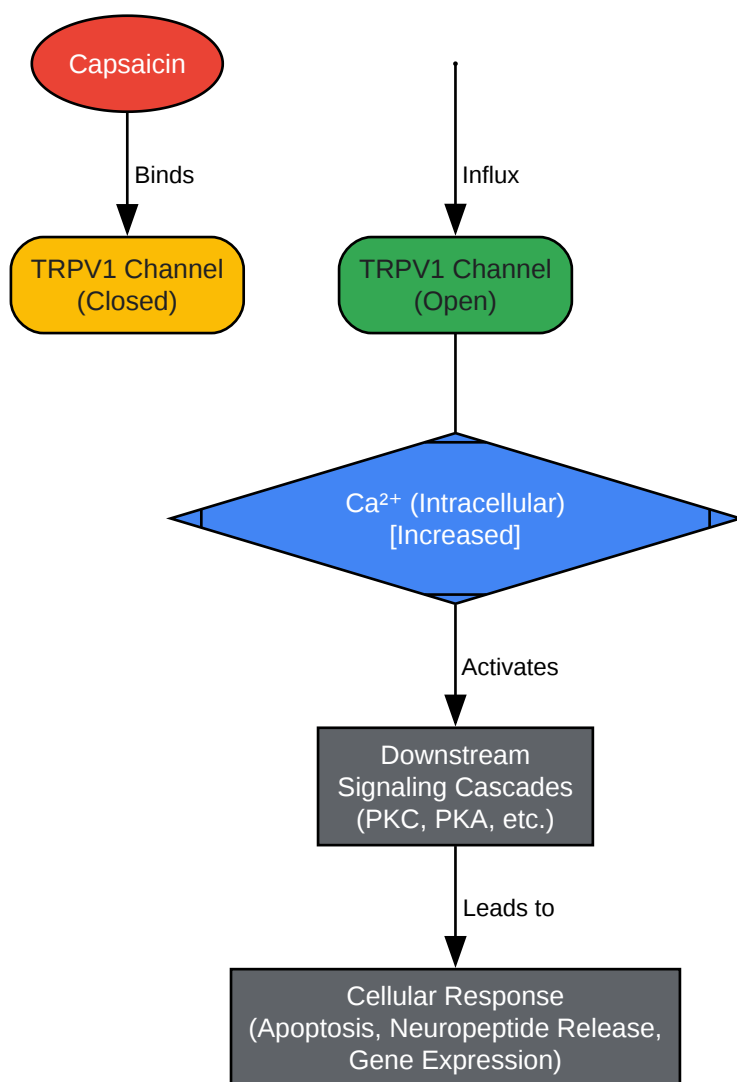 Capsaicin
Binds
Influx
TRPV1 Channel
(Closed)
TRPV1 Channel
(Open)
Ca²⁺ (Intracellular)
[Increased]
Activates
Downstream
Signaling Cascades
(PKC, PKA, etc.)
Leads to
Cellular Response
(Apoptosis, Neuropeptide Release,
Gene Expression)